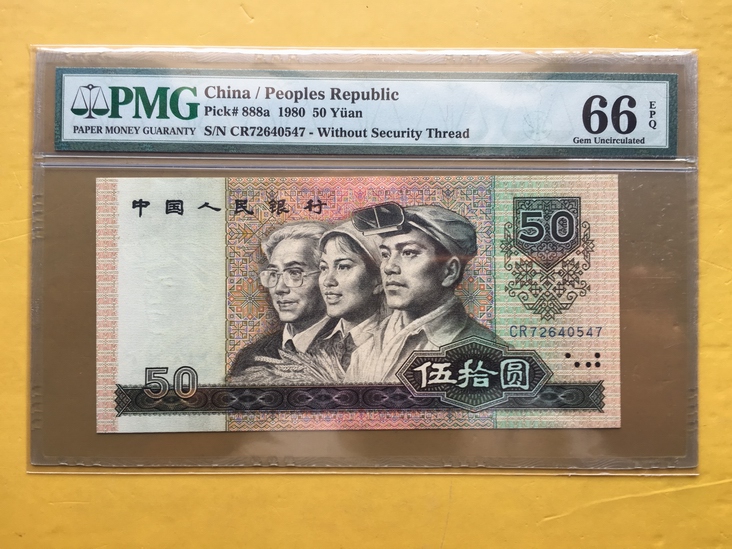 PMG
PAPER MONEY GUARANTY
China / Peoples Republic
Pick# 888a 1980 50 Yüan
S/N CR72640547 - Without Security Thread
66
EPQ
Gem Uncirculated
中国人民银行
50
CR72640547
50
伍拾圆